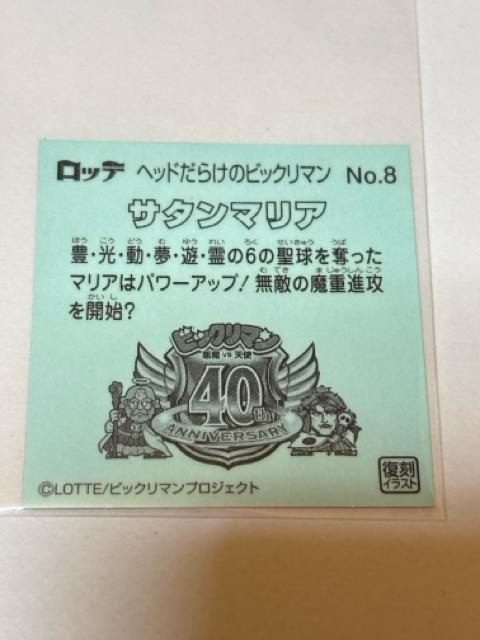 ロッテ ヘッドだらけのビックリマン No.8
サタンマリア
豊・光・動・夢・遊・霊の6の聖球を奪った
マリアはパワーアップ！無敵の魔重進攻
を開始？
ビックリマン
悪魔 VS 天使
40th
ANNIVERSARY
©LOTTE/ビックリマンプロジェクト
復刻
イラスト